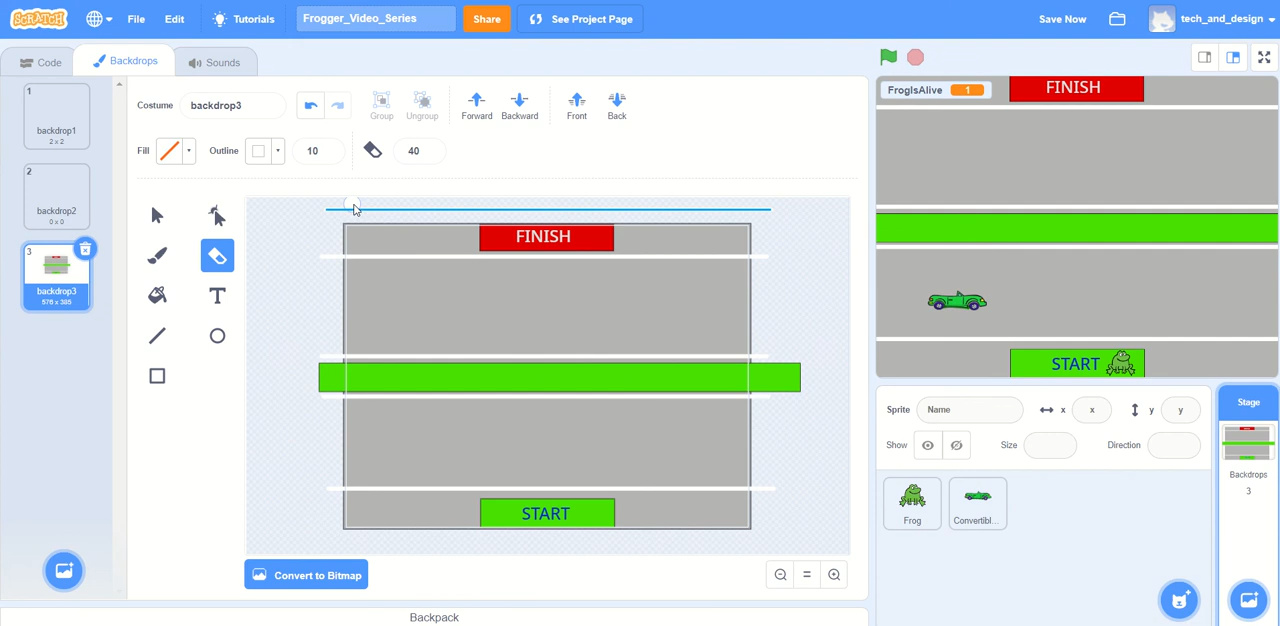 SCRATCH File Edit Tutorials Frogger_Video_Series Share See Project Page Save Now tech_and_design
Code Backdrops Sounds
1
backdrop1
2 x 2
2
backdrop2
0 x 0
3
backdrop3
576 x 385
Costume backdrop3 Group Ungroup Forward Backward Front Back
Fill Outline 10 40
FINISH
START
Convert to Bitmap
Backpack
FrogIsAlive 1 FINISH
START
Sprite Name x x y y
Show Size Direction
Frog
Convertibl...
Stage
Backdrops
3